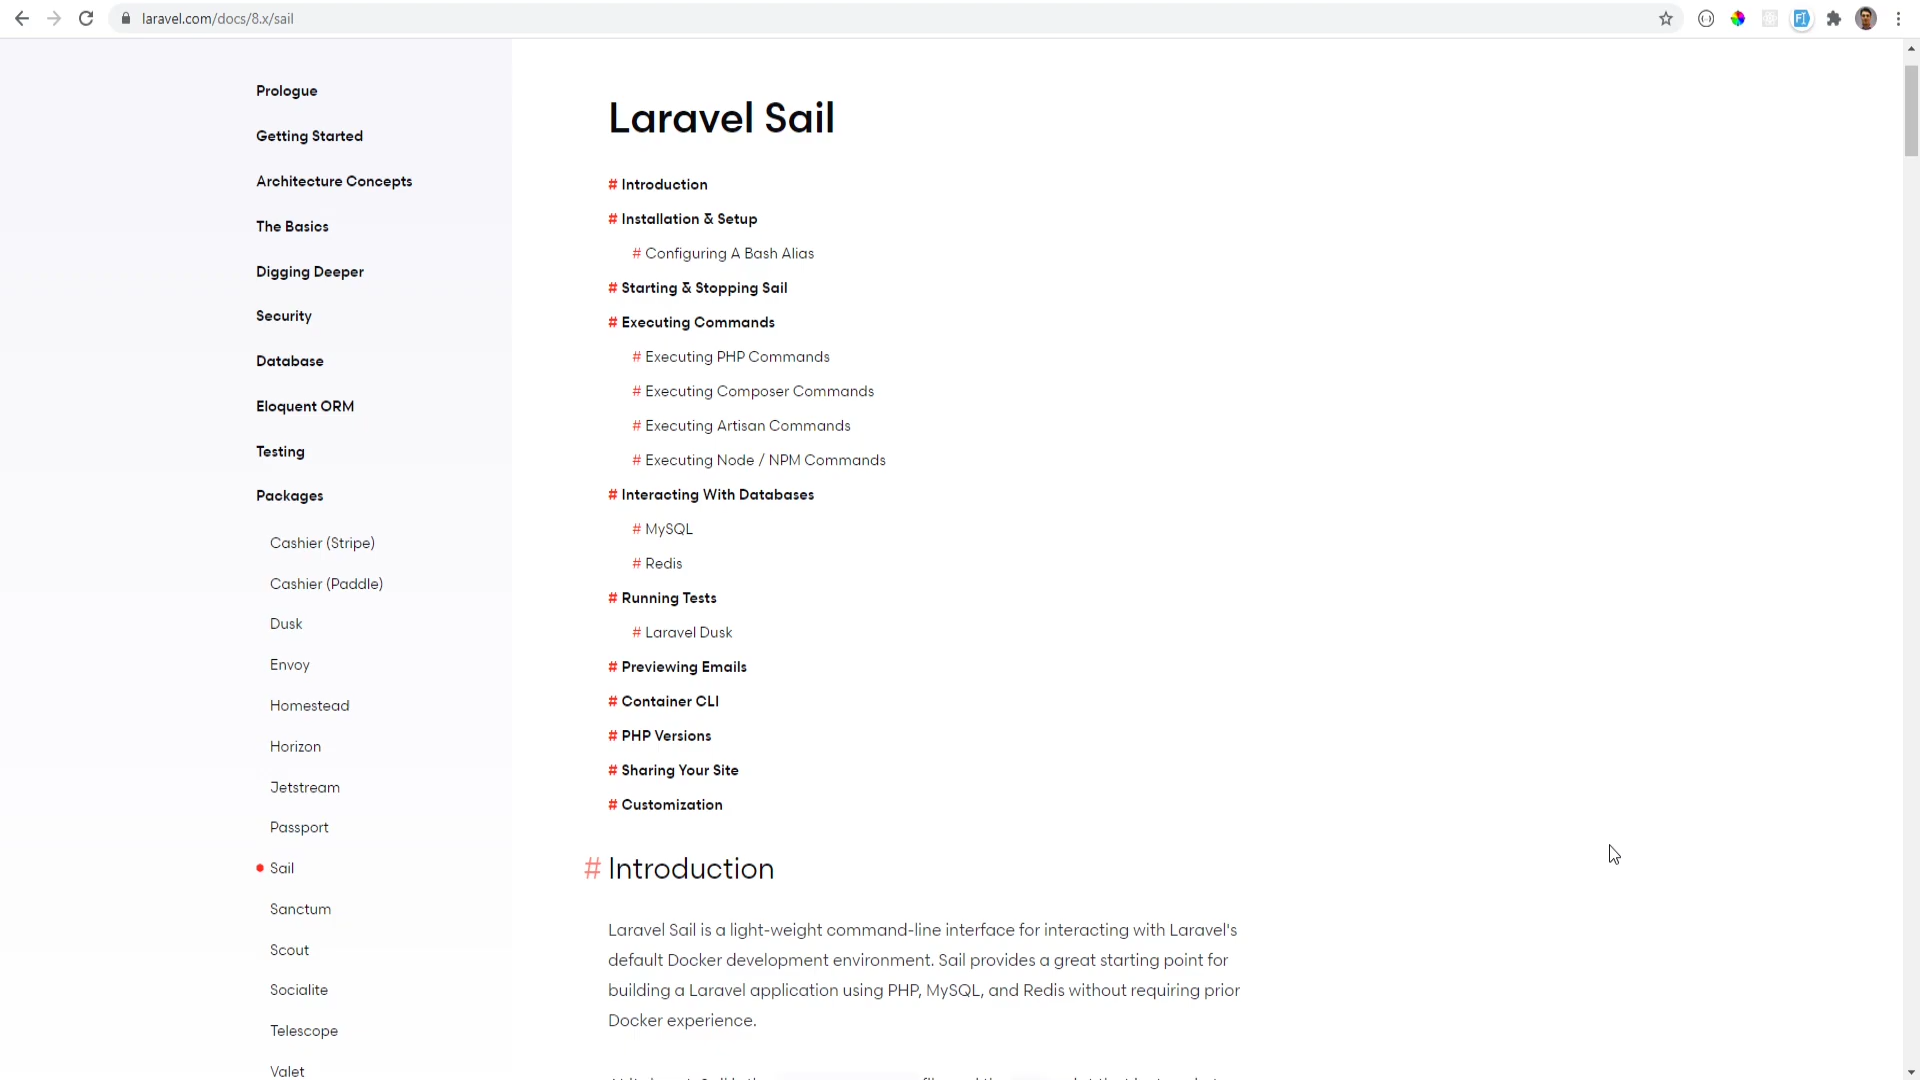 laravel.com/docs/8.x/sail
Prologue
Getting Started
Architecture Concepts
The Basics
Digging Deeper
Security
Database
Eloquent ORM
Testing
Packages
Cashier (Stripe)
Cashier (Paddle)
Dusk
Envoy
Homestead
Horizon
Jetstream
Passport
Sail
Sanctum
Scout
Socialite
Telescope
Valet
Laravel Sail
# Introduction
# Installation & Setup
# Configuring A Bash Alias
# Starting & Stopping Sail
# Executing Commands
# Executing PHP Commands
# Executing Composer Commands
# Executing Artisan Commands
# Executing Node / NPM Commands
# Interacting With Databases
# MySQL
# Redis
# Running Tests
# Laravel Dusk
# Previewing Emails
# Container CLI
# PHP Versions
# Sharing Your Site
# Customization
# Introduction
Laravel Sail is a light-weight command-line interface for interacting with Laravel's
default Docker development environment. Sail provides a great starting point for
building a Laravel application using PHP, MySQL, and Redis without requiring prior
Docker experience.